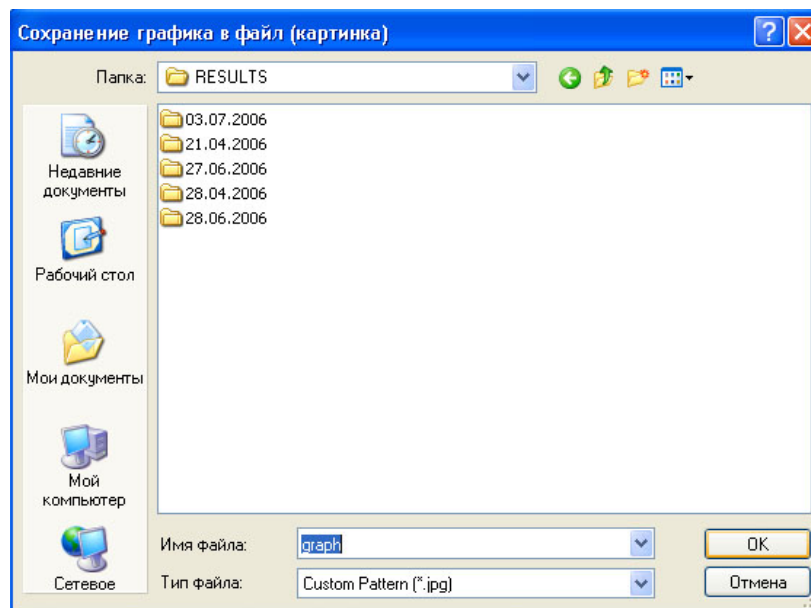 Сохранение графика в файл (картинка)
Папка: RESULTS
03.07.2006
21.04.2006
27.06.2006
28.04.2006
28.06.2006
Недавние
документы
Рабочий стол
Мои документы
Мой
компьютер
Сетевое
Имя файла: graph OK
Тип файла: Custom Pattern (*.jpg) Отмена